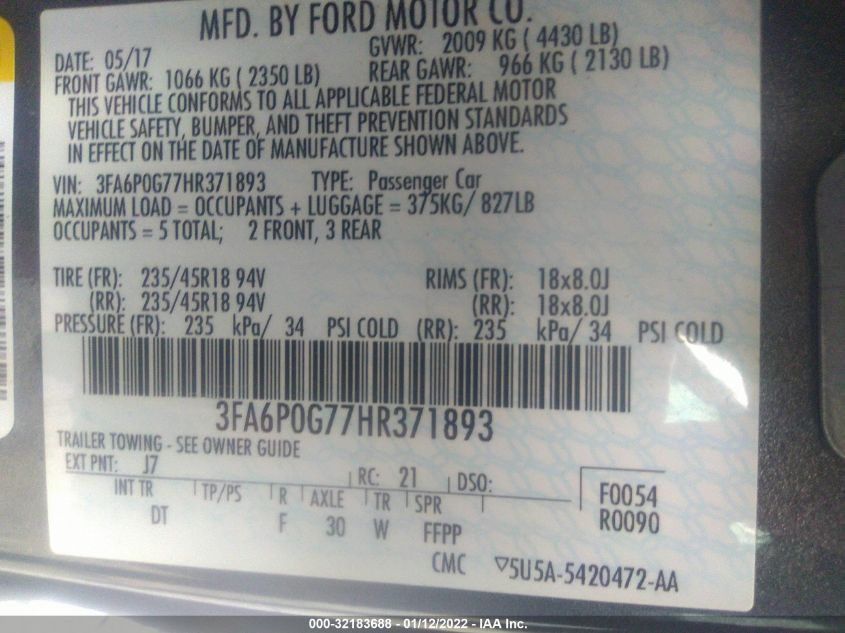 MFD. BY FORD MOTOR CO.
DATE: 05/17 GVWR: 2009 KG ( 4430 LB)
FRONT GAWR: 1066 KG ( 2350 LB) REAR GAWR: 966 KG ( 2130 LB)
THIS VEHICLE CONFORMS TO ALL APPLICABLE FEDERAL MOTOR
VEHICLE SAFETY, BUMPER, AND THEFT PREVENTION STANDARDS
IN EFFECT ON THE DATE OF MANUFACTURE SHOWN ABOVE.
VIN: 3FA6P0G77HR371893 TYPE: Passenger Car
MAXIMUM LOAD = OCCUPANTS + LUGGAGE = 375KG/ 827LB
OCCUPANTS = 5 TOTAL; 2 FRONT, 3 REAR
TIRE (FR): 235/45R18 94V RIMS (FR): 18x8.0J
(RR): 235/45R18 94V (RR): 18x8.0J
PRESSURE (FR): 235 kPa/ 34 PSI COLD (RR): 235 kPa/ 34 PSI COLD
3FA6P0G77HR371893
TRAILER TOWING - SEE OWNER GUIDE
EXT PNT: J7 RC: 21 DSO:
INT TR TP/PS R AXLE TR SPR F0054
DT F 30 W FFPP R0090
CMC ▽5U5A-5420472-AA
000-32183688 - 01/12/2022 - IAA Inc.